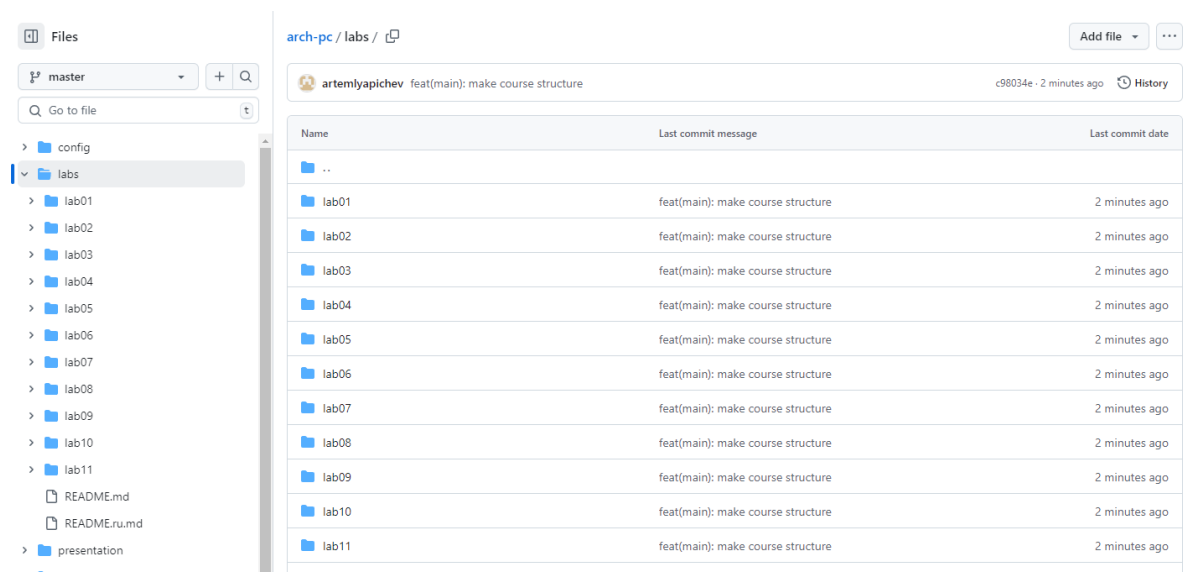 Files
master
Go to file
t
config
labs
lab01
lab02
lab03
lab04
lab05
lab06
lab07
lab08
lab09
lab10
lab11
README.md
README.ru.md
presentation
arch-pc / labs /
Add file
artemlyapichev feat(main): make course structure c98034e · 2 minutes ago History
Name Last commit message Last commit date
..
lab01 feat(main): make course structure 2 minutes ago
lab02 feat(main): make course structure 2 minutes ago
lab03 feat(main): make course structure 2 minutes ago
lab04 feat(main): make course structure 2 minutes ago
lab05 feat(main): make course structure 2 minutes ago
lab06 feat(main): make course structure 2 minutes ago
lab07 feat(main): make course structure 2 minutes ago
lab08 feat(main): make course structure 2 minutes ago
lab09 feat(main): make course structure 2 minutes ago
lab10 feat(main): make course structure 2 minutes ago
lab11 feat(main): make course structure 2 minutes ago